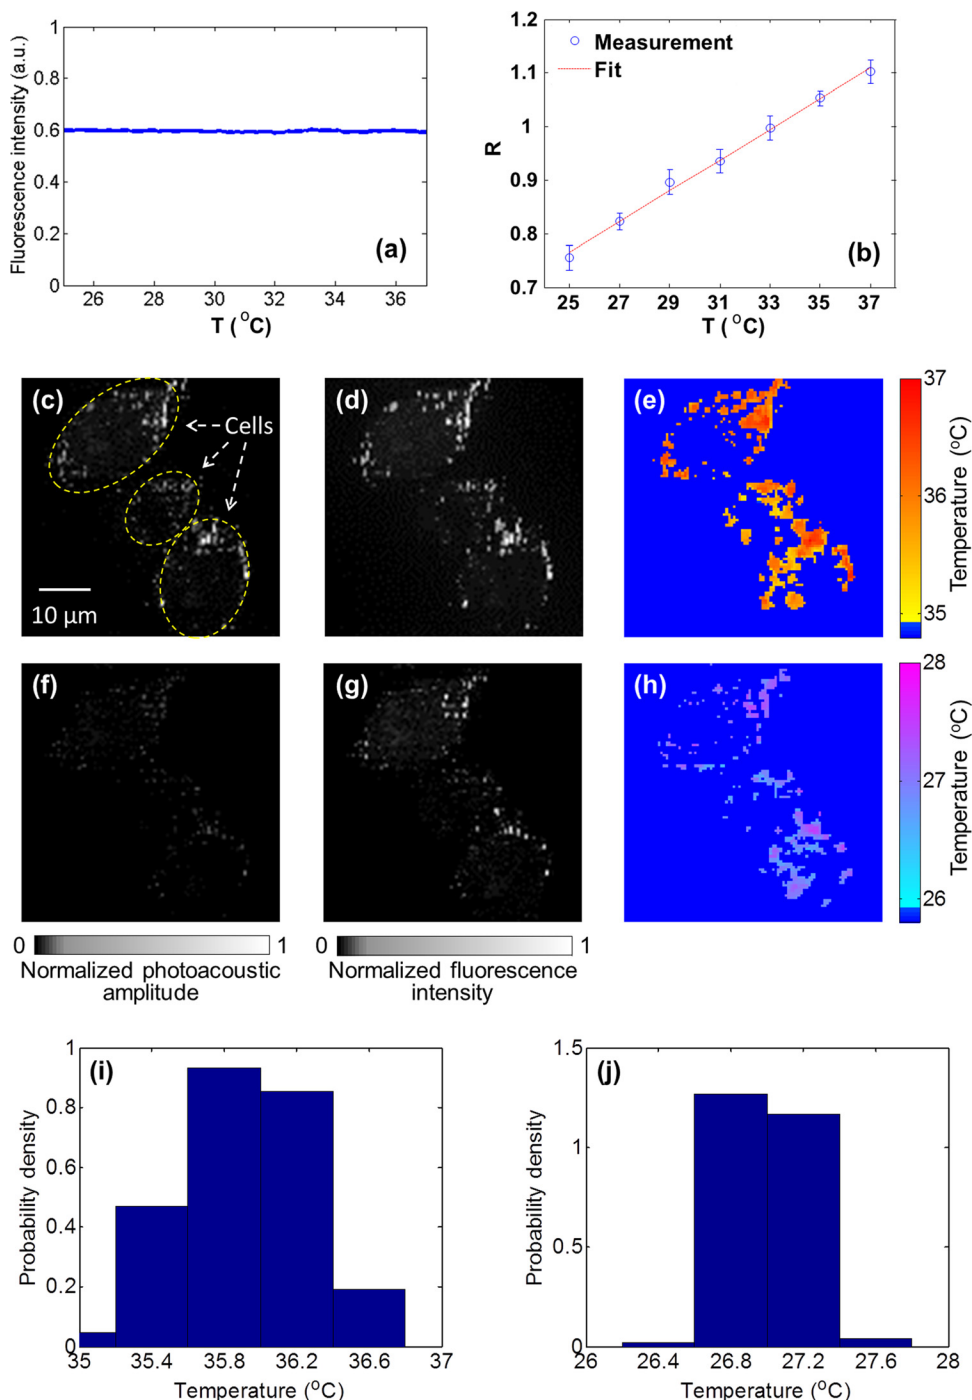 1
0.8
0.6
0.4
0.2
0
Fluorescence intensity (a.u.)
26 28 30 32 34 36
T (°C)
(a)
1.2
1.1
1
0.9
0.8
0.7
R
Measurement
Fit
25 27 29 31 33 35 37
T (°C)
(b)
(c)
Cells
10 µm
(d)
(e)
37
36
35
Temperature (°C)
(f)
(g)
(h)
28
27
26
Temperature (°C)
0 1
Normalized photoacoustic
amplitude
0 1
Normalized fluorescence
intensity
(i)
1
0.8
0.6
0.4
0.2
0
Probability density
35 35.4 35.8 36.2 36.6 37
Temperature (°C)
(j)
1.5
1
0.5
0
Probability density
26 26.4 26.8 27.2 27.6 28
Temperature (°C)